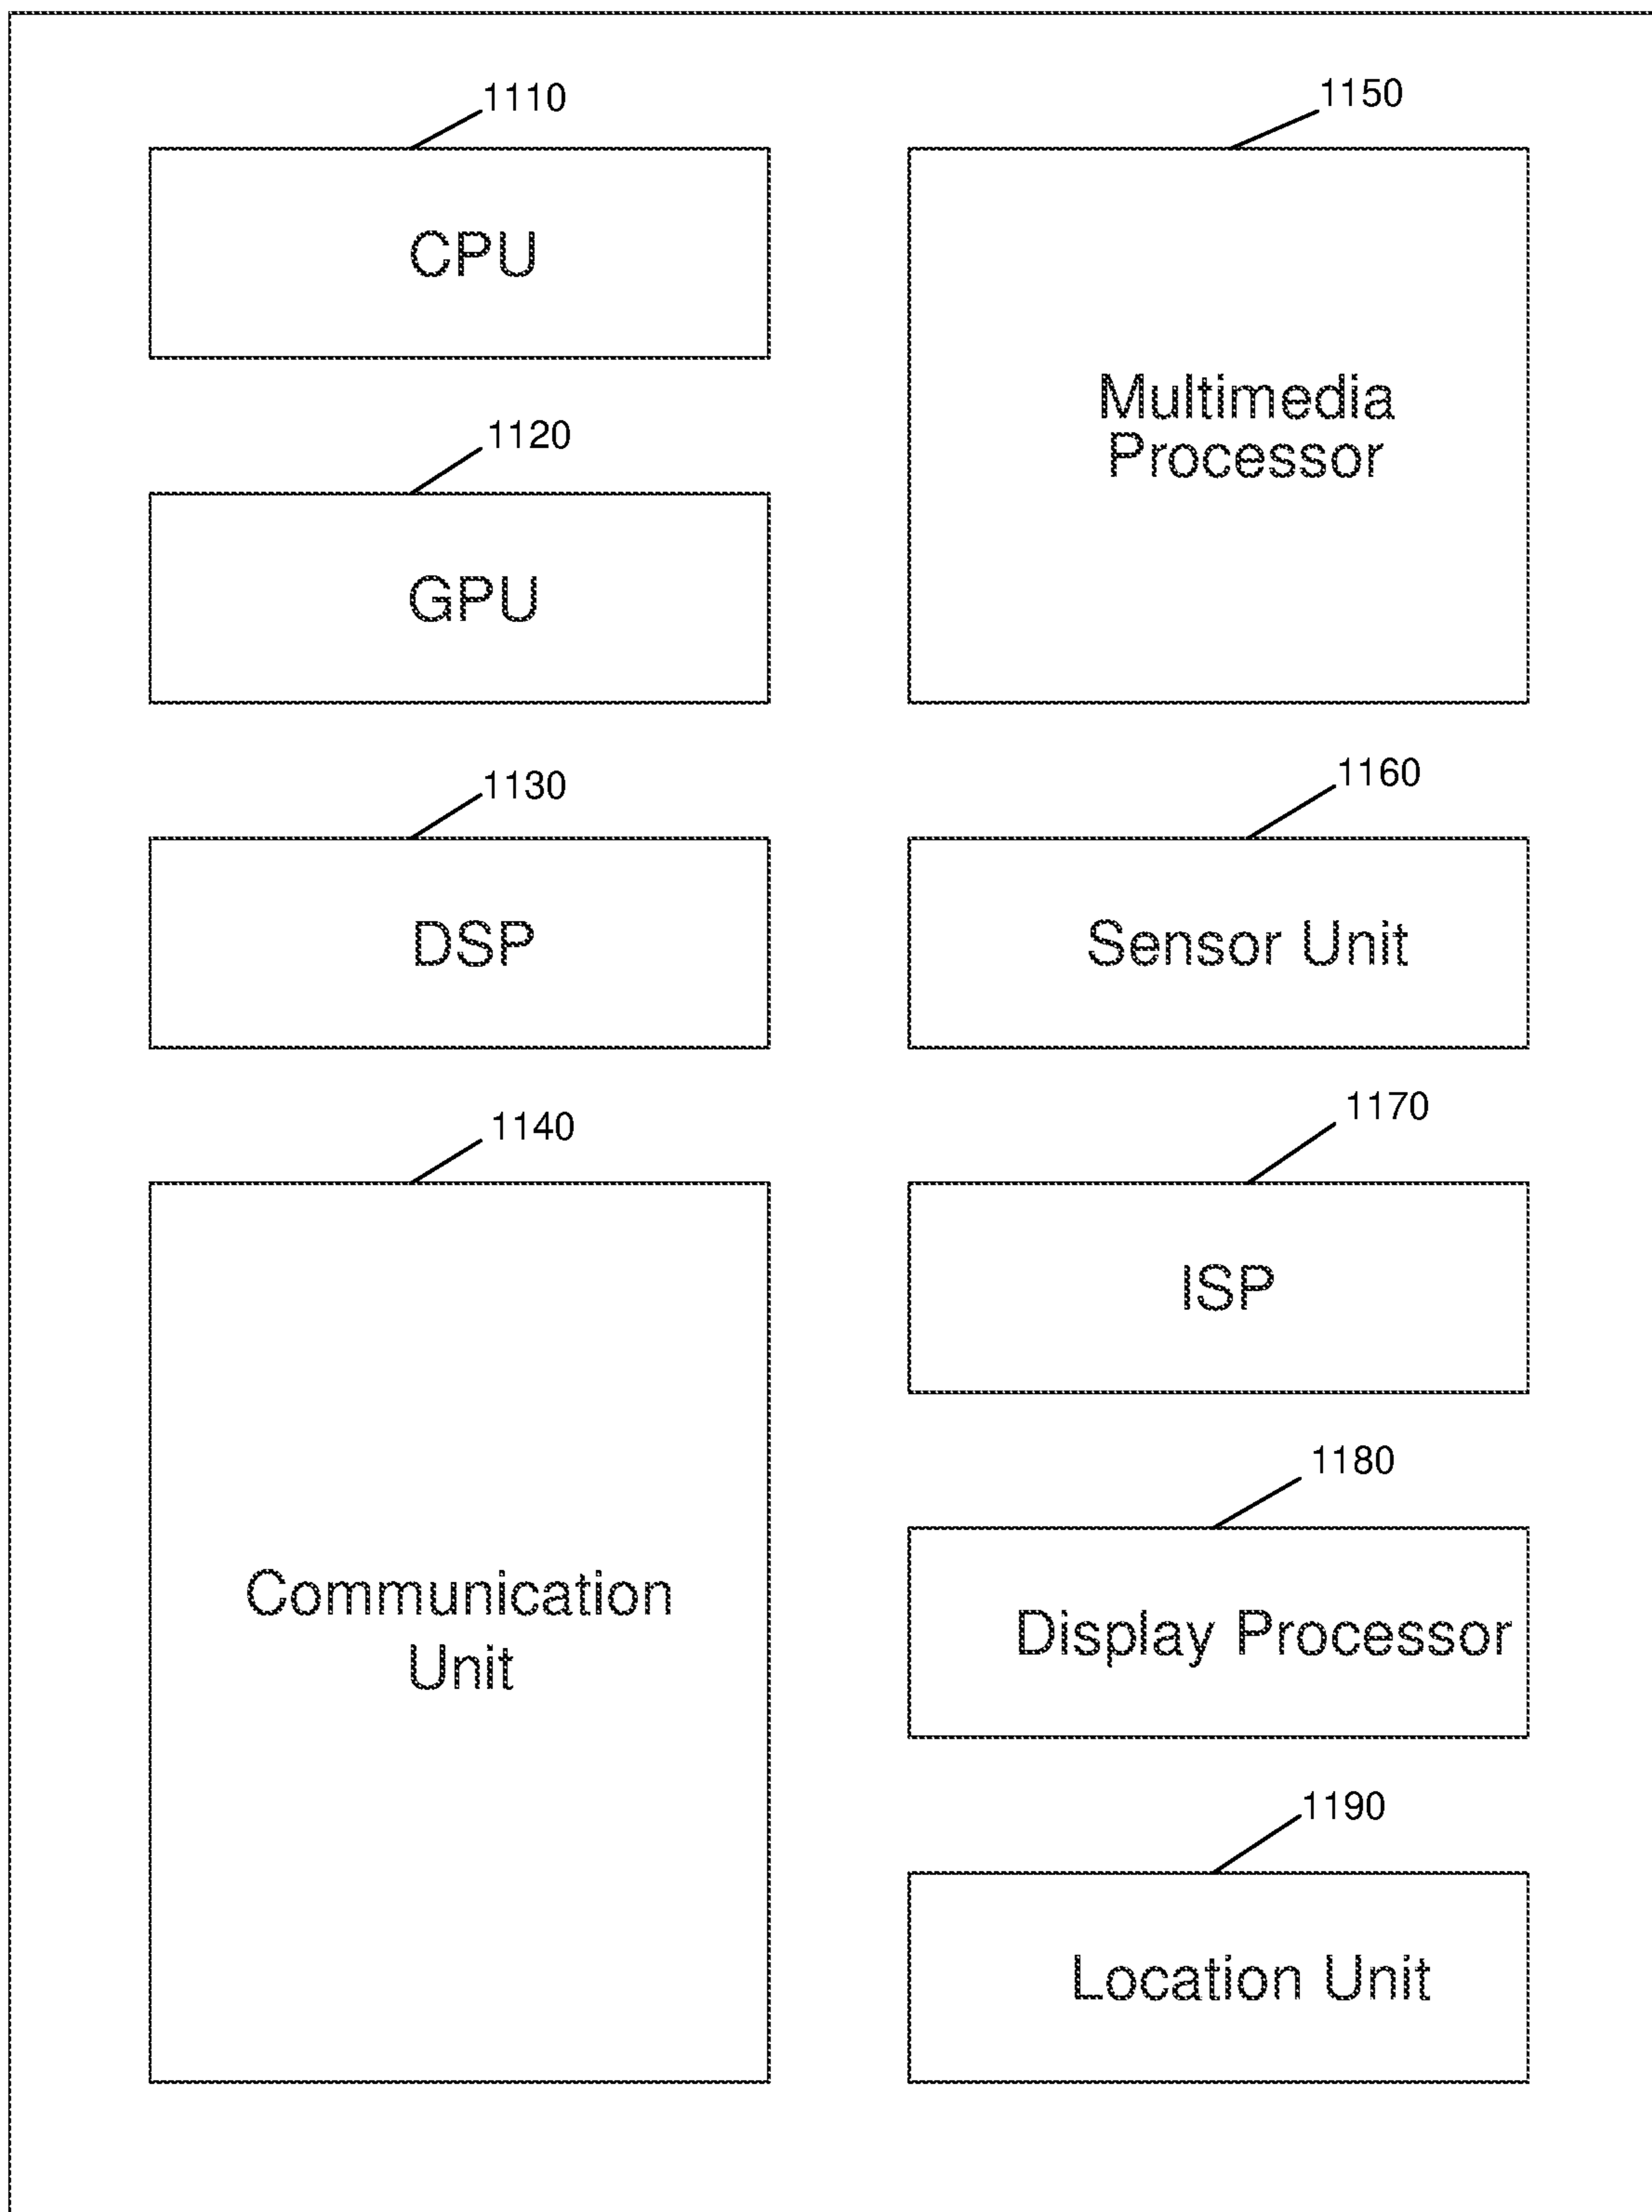 1110
CPU
1120
GPU
1130
DSP
1140
Communication
Unit
1150
Multimedia
Processor
1160
Sensor Unit
1170
ISP
1180
Display Processor
1190
Location Unit